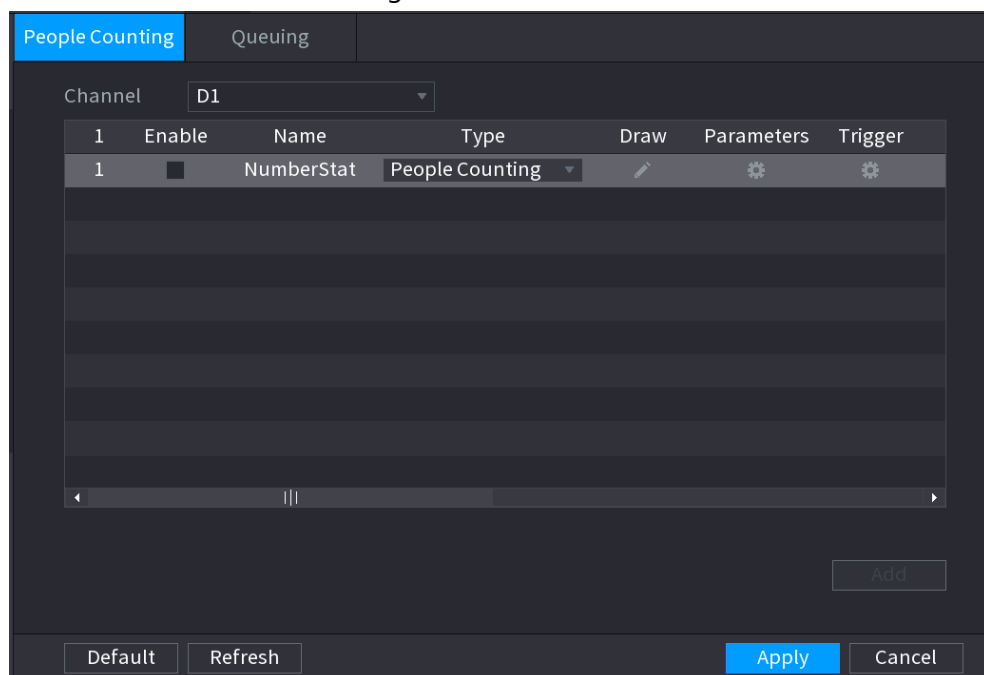 People Counting Queuing
Channel D1
1 Enable Name Type Draw Parameters Trigger
1 NumberStat People Counting
Add
Default Refresh Apply Cancel